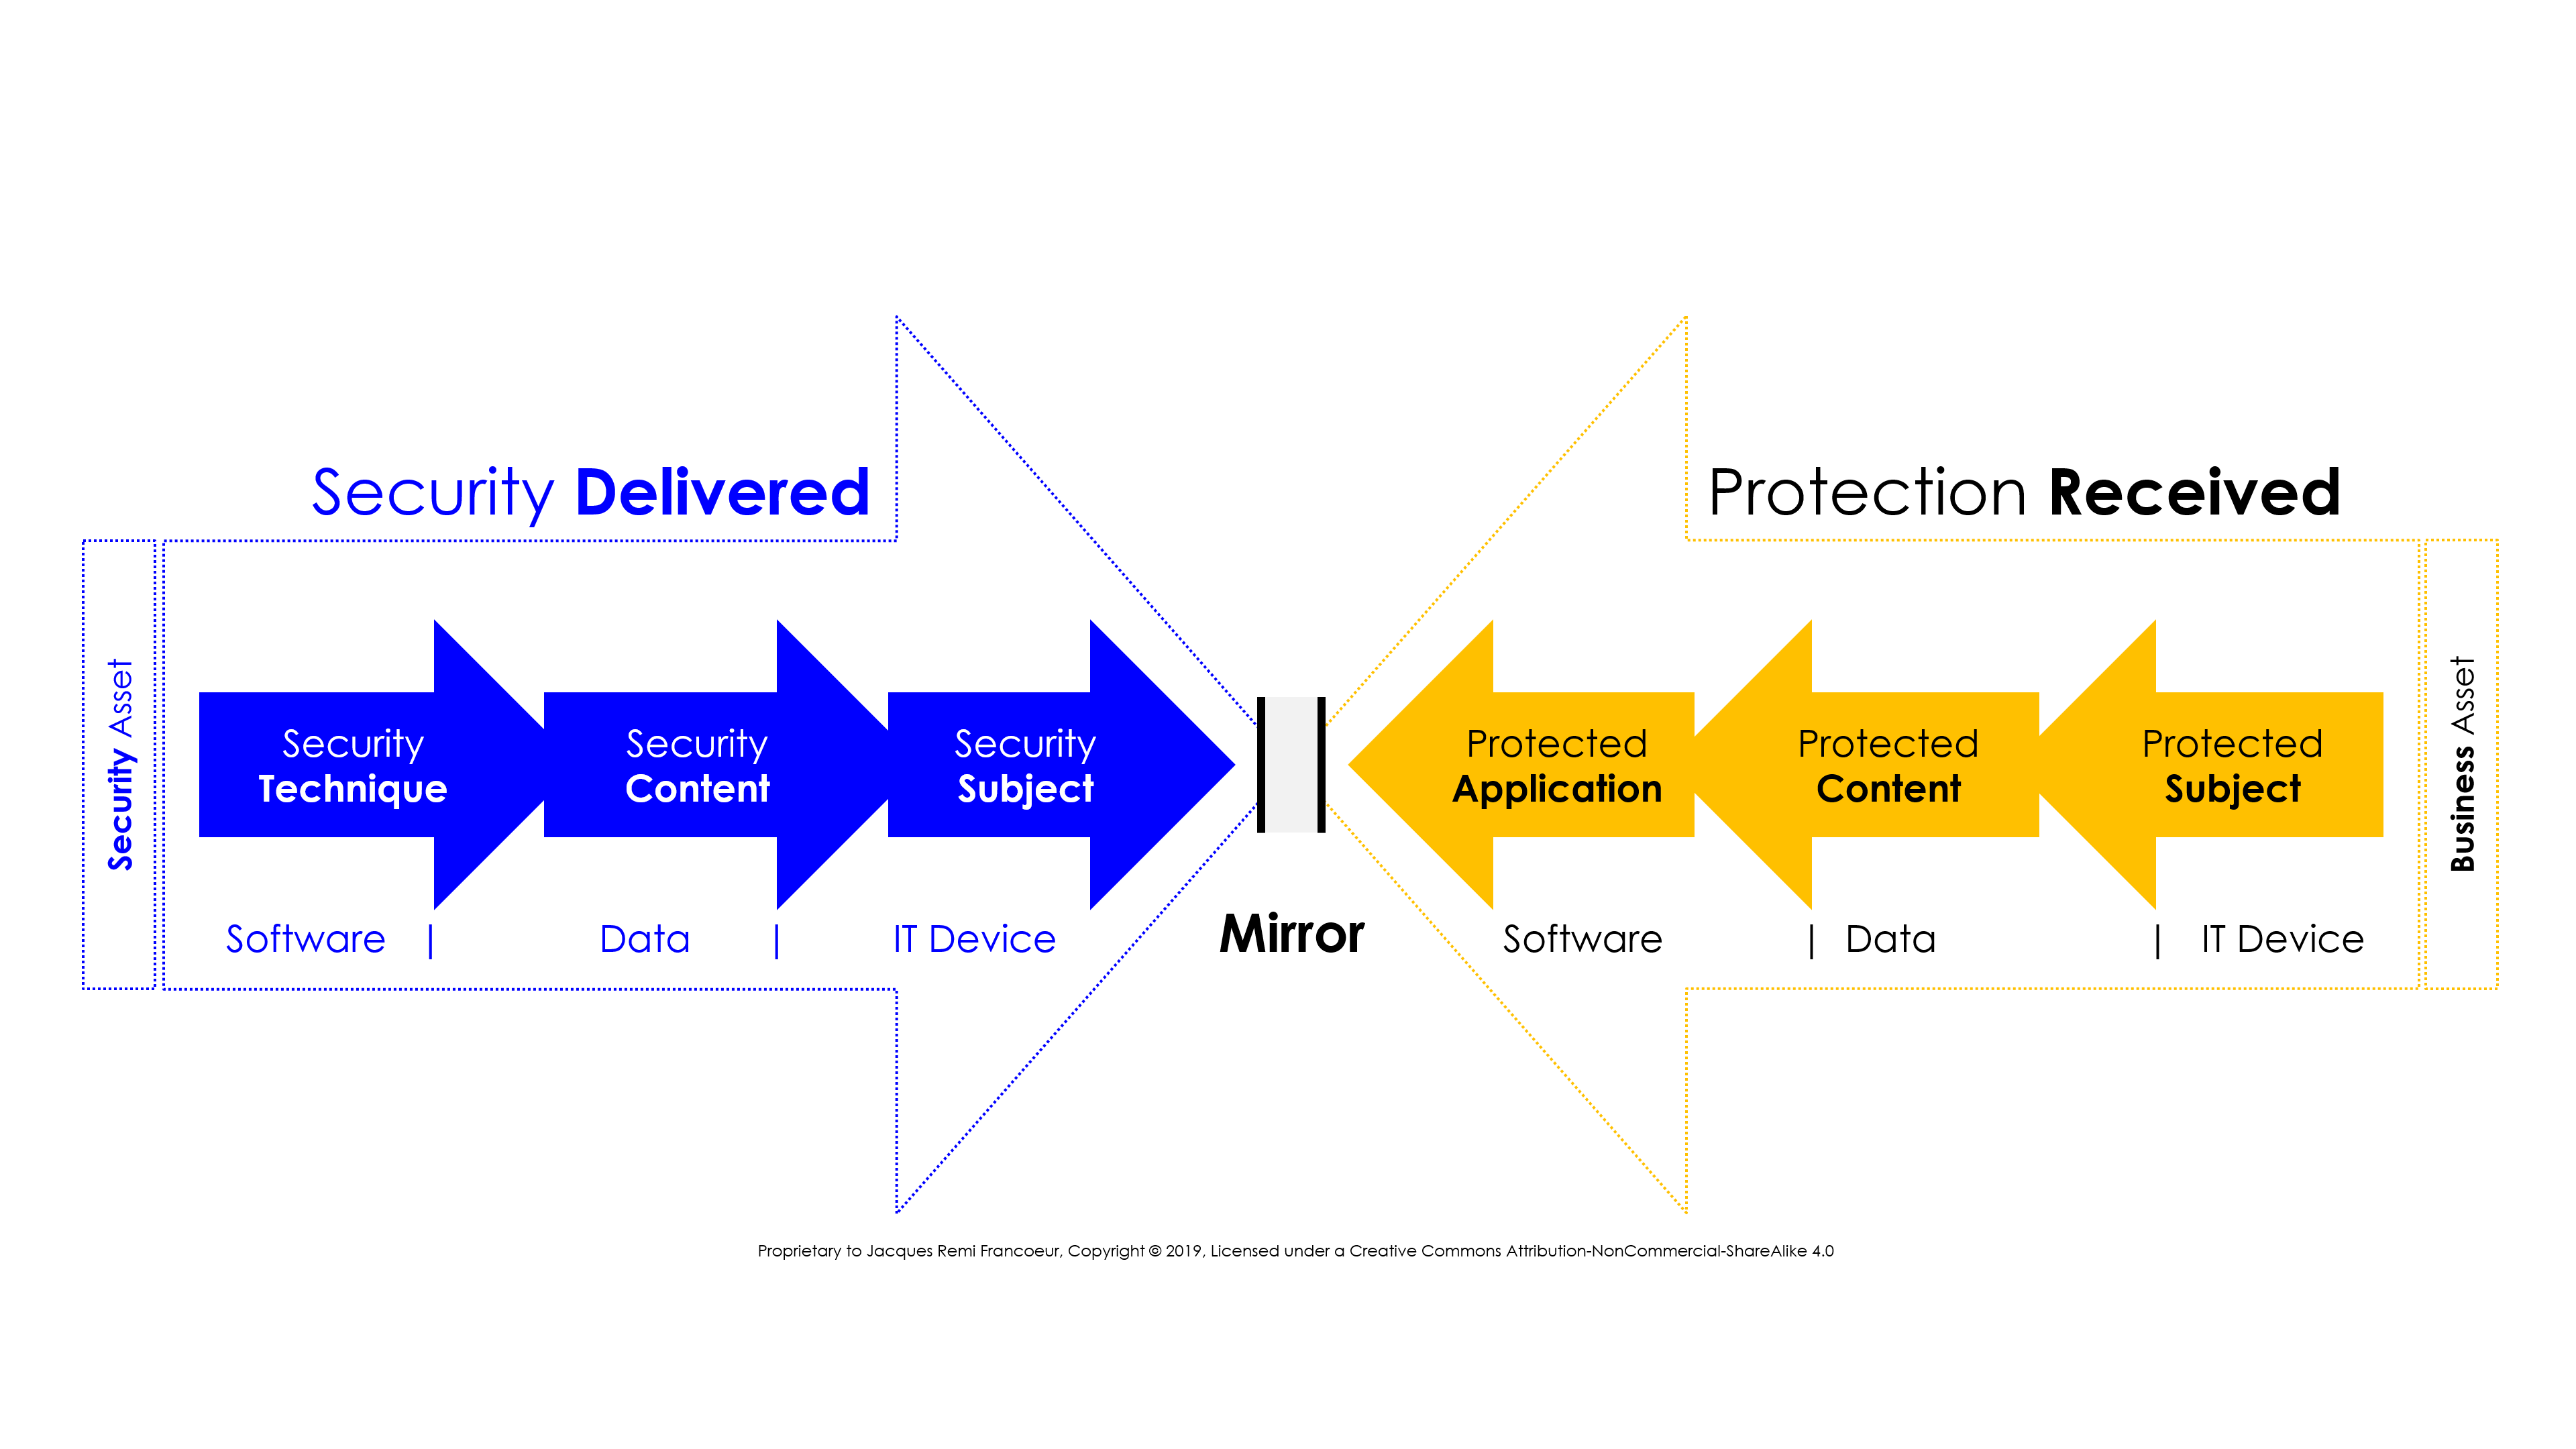 Security Delivered
Protection Received
Security Asset
Security
Technique
Security
Content
Security
Subject
Protected
Application
Protected
Content
Protected
Subject
Business Asset
Software | Data | IT Device
Mirror
Software | Data | IT Device
Proprietary to Jacques Remi Francoeur, Copyright © 2019, Licensed under a Creative Commons Attribution-NonCommercial-ShareAlike 4.0